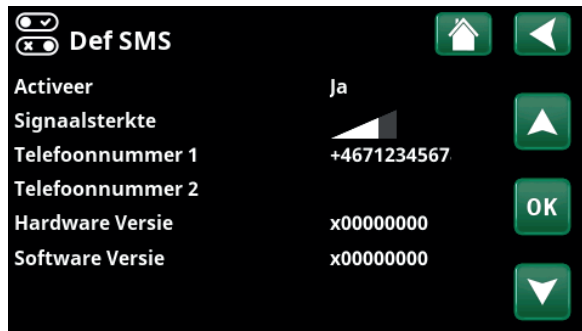 Def SMS
Activeer Ja
Signaalsterkte
Telefoonnummer 1 +4671234567
Telefoonnummer 2
OK
Hardware Versie x00000000
Software Versie x00000000